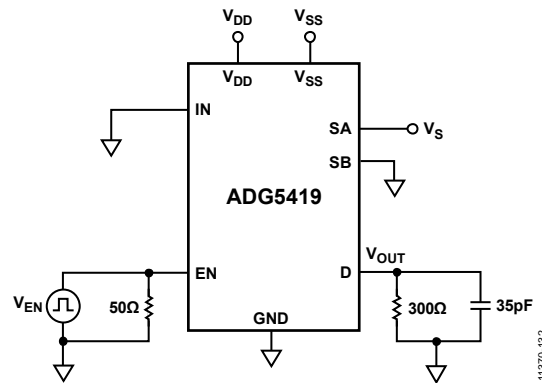 VDD VSS
VDD VSS
IN
SA VS
SB
ADG5419
VOUT
EN D
VEN 50Ω 300Ω 35pF
GND
11370-132